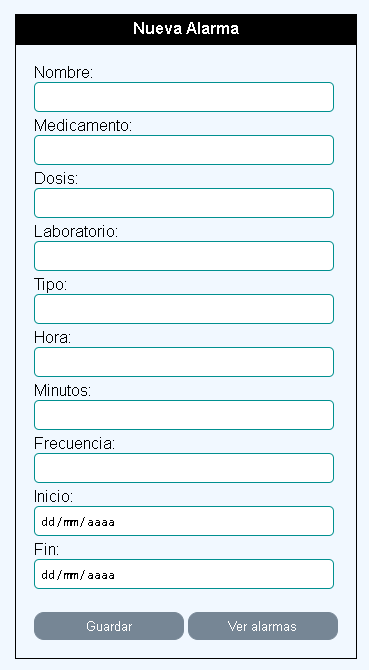 Nueva Alarma
Nombre:
Medicamento:
Dosis:
Laboratorio:
Tipo:
Hora:
Minutos:
Frecuencia:
Inicio:
dd/mm/aaaa
Fin:
dd/mm/aaaa
Guardar Ver alarmas